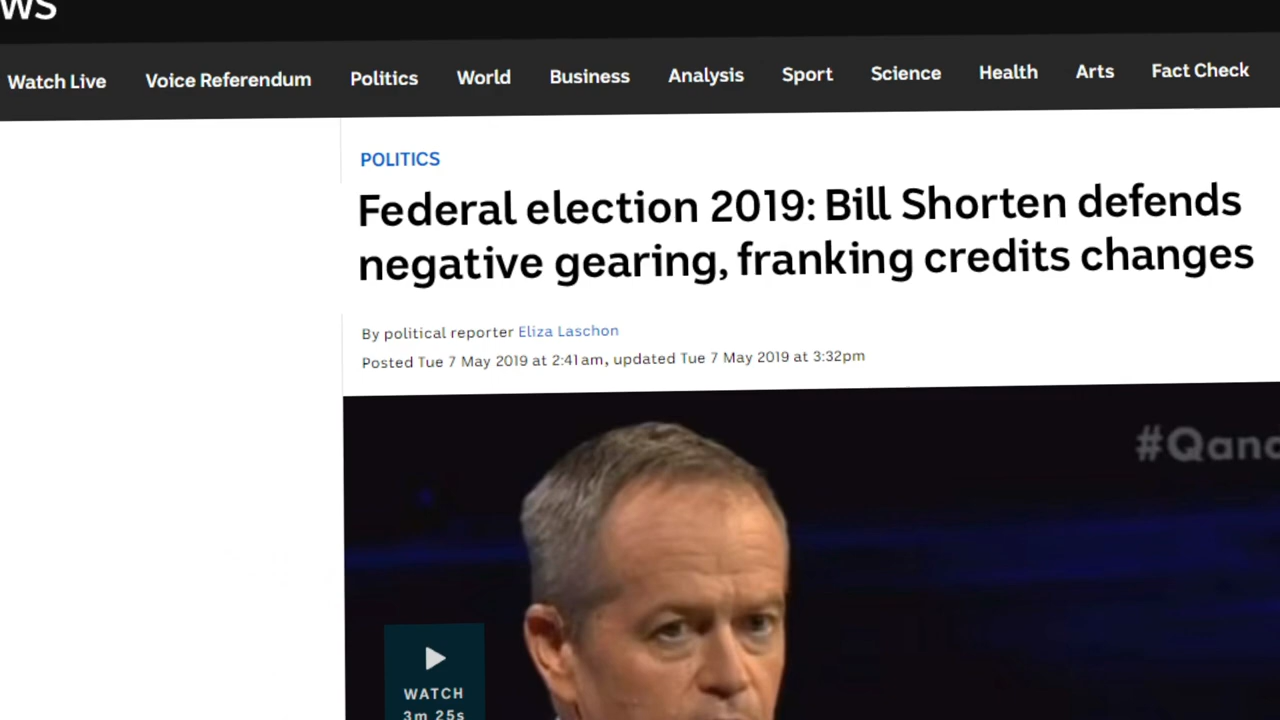 WS
Watch Live Voice Referendum Politics World Business Analysis Sport Science Health Arts Fact Check
POLITICS
Federal election 2019: Bill Shorten defends
negative gearing, franking credits changes
By political reporter Eliza Laschon
Posted Tue 7 May 2019 at 2:41am, updated Tue 7 May 2019 at 3:32pm
#Qand
WATCH
3m 25s